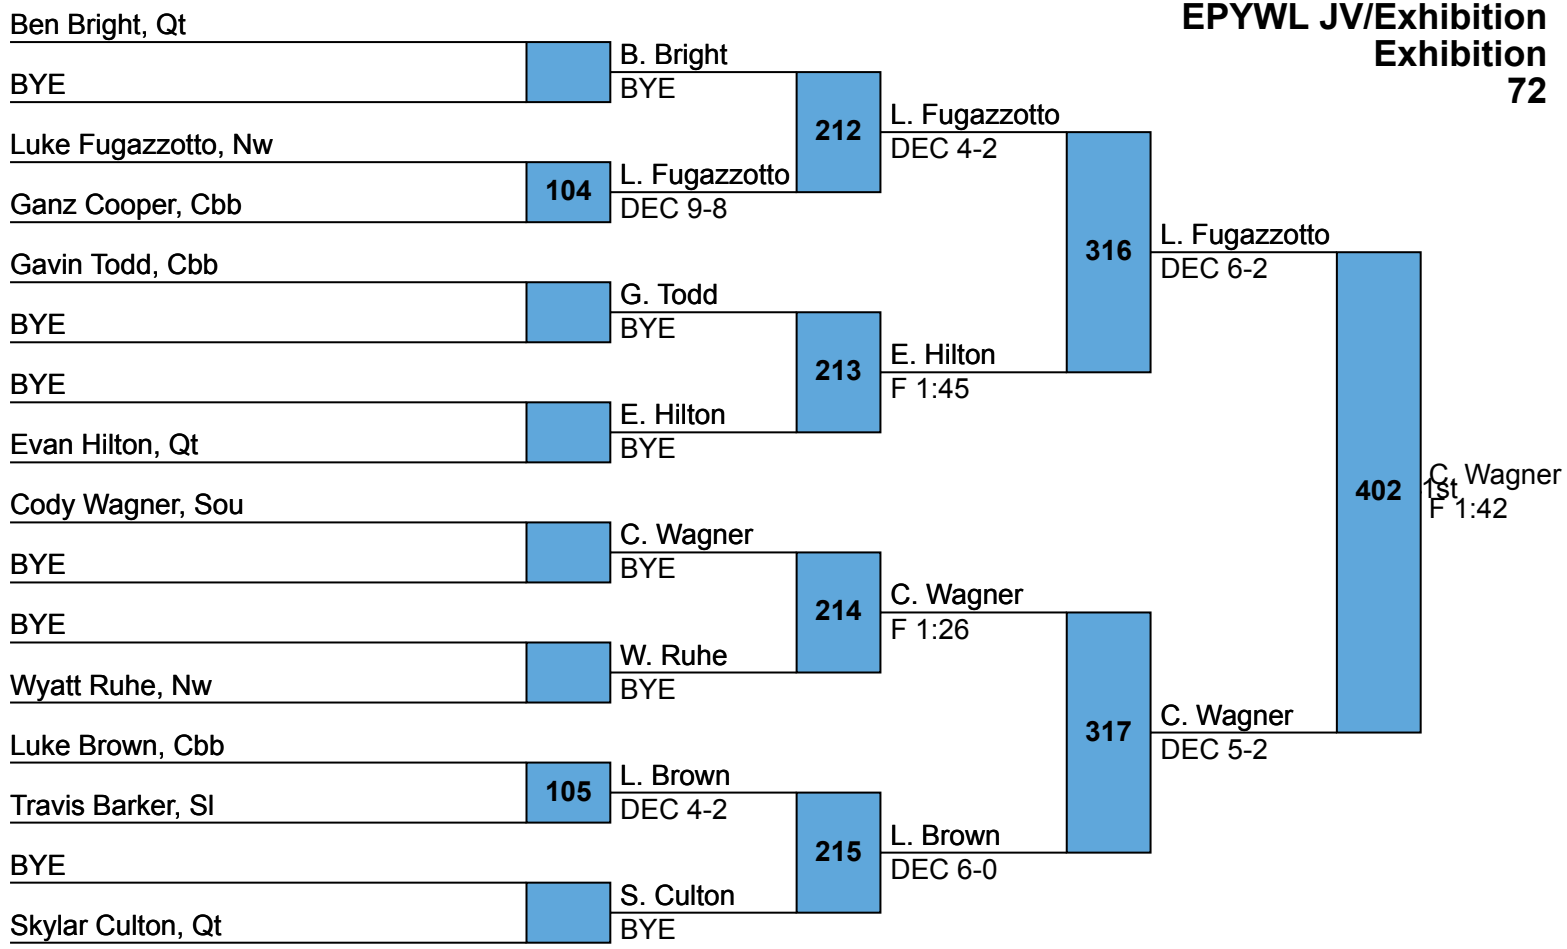 EPYWL JV/Exhibition
Exhibition
72
Ben Bright, Qt
BYE
Luke Fugazzotto, Nw
Ganz Cooper, Cbb
Gavin Todd, Cbb
BYE
BYE
Evan Hilton, Qt
Cody Wagner, Sou
BYE
BYE
Wyatt Ruhe, Nw
Luke Brown, Cbb
Travis Barker, Sl
BYE
Skylar Culton, Qt
104
105
B. Bright
BYE
L. Fugazzotto
DEC 9-8
G. Todd
BYE
E. Hilton
BYE
C. Wagner
BYE
W. Ruhe
BYE
L. Brown
DEC 4-2
S. Culton
BYE
212
213
214
215
L. Fugazzotto
DEC 4-2
E. Hilton
F 1:45
C. Wagner
F 1:26
L. Brown
DEC 6-0
316
317
L. Fugazzotto
DEC 6-2
C. Wagner
DEC 5-2
402
1st
C. Wagner
F 1:42